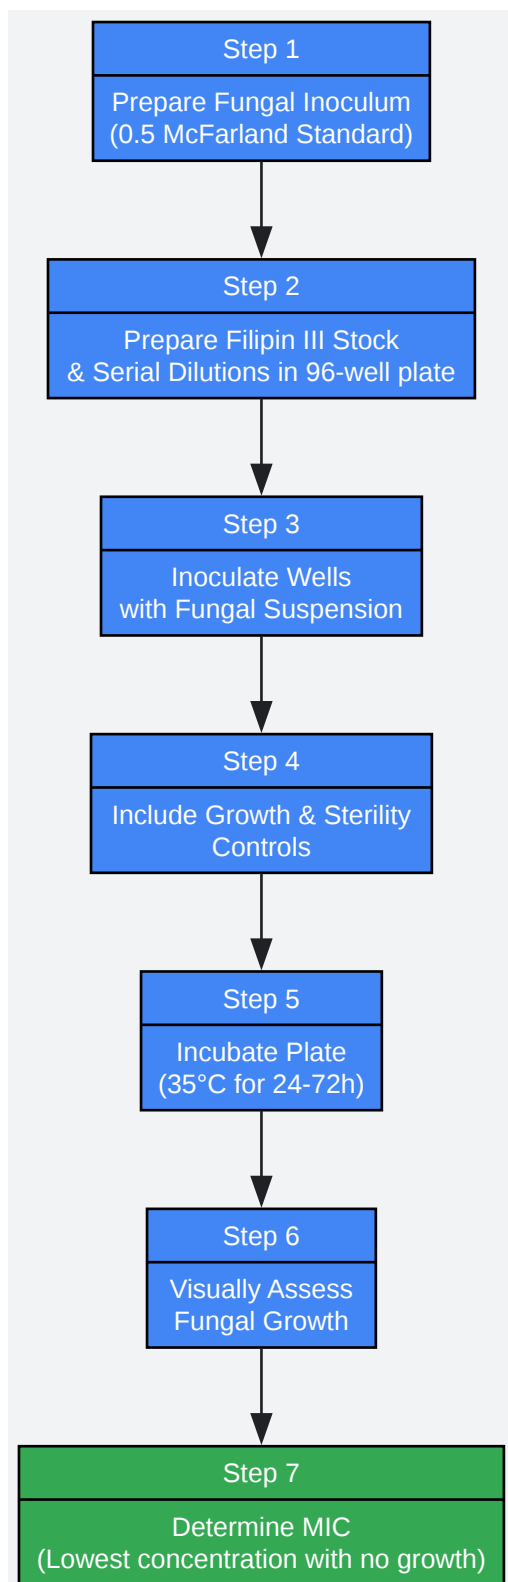 Step 1
Prepare Fungal Inoculum
(0.5 McFarland Standard)
Step 2
Prepare Filipin III Stock
& Serial Dilutions in 96-well plate
Step 3
Inoculate Wells
with Fungal Suspension
Step 4
Include Growth & Sterility
Controls
Step 5
Incubate Plate
(35°C for 24-72h)
Step 6
Visually Assess
Fungal Growth
Step 7
Determine MIC
(Lowest concentration with no growth)